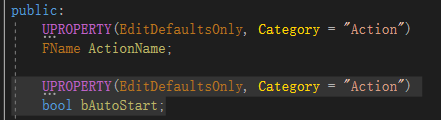 public:
UPROPERTY(EditDefaultsOnly, Category = "Action")
FName ActionName;
UPROPERTY(EditDefaultsOnly, Category = "Action")
bool bAutoStart;